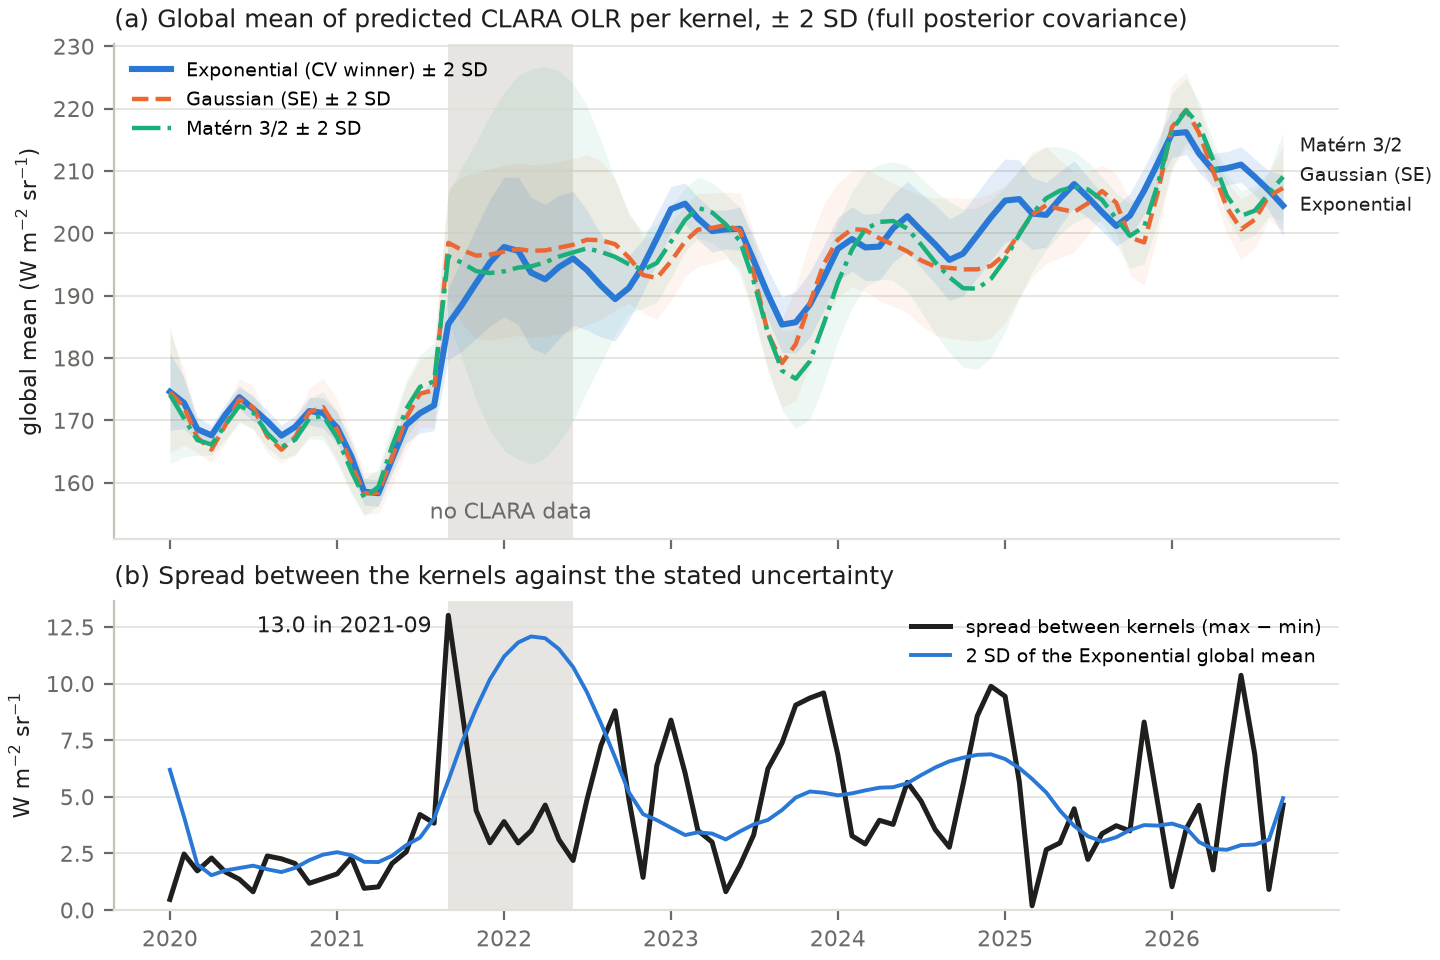 (a) Global mean of predicted CLARA OLR per kernel, ± 2 SD (full posterior covariance)
230
220
210
200
190
180
170
160
global mean (W m⁻² sr⁻¹)
Exponential (CV winner) ± 2 SD
Gaussian (SE) ± 2 SD
Matérn 3/2 ± 2 SD
Matérn 3/2
Gaussian (SE)
Exponential
no CLARA data
(b) Spread between the kernels against the stated uncertainty
12.5
10.0
7.5
5.0
2.5
0.0
W m⁻² sr⁻¹
13.0 in 2021-09
spread between kernels (max − min)
2 SD of the Exponential global mean
2020 2021 2022 2023 2024 2025 2026